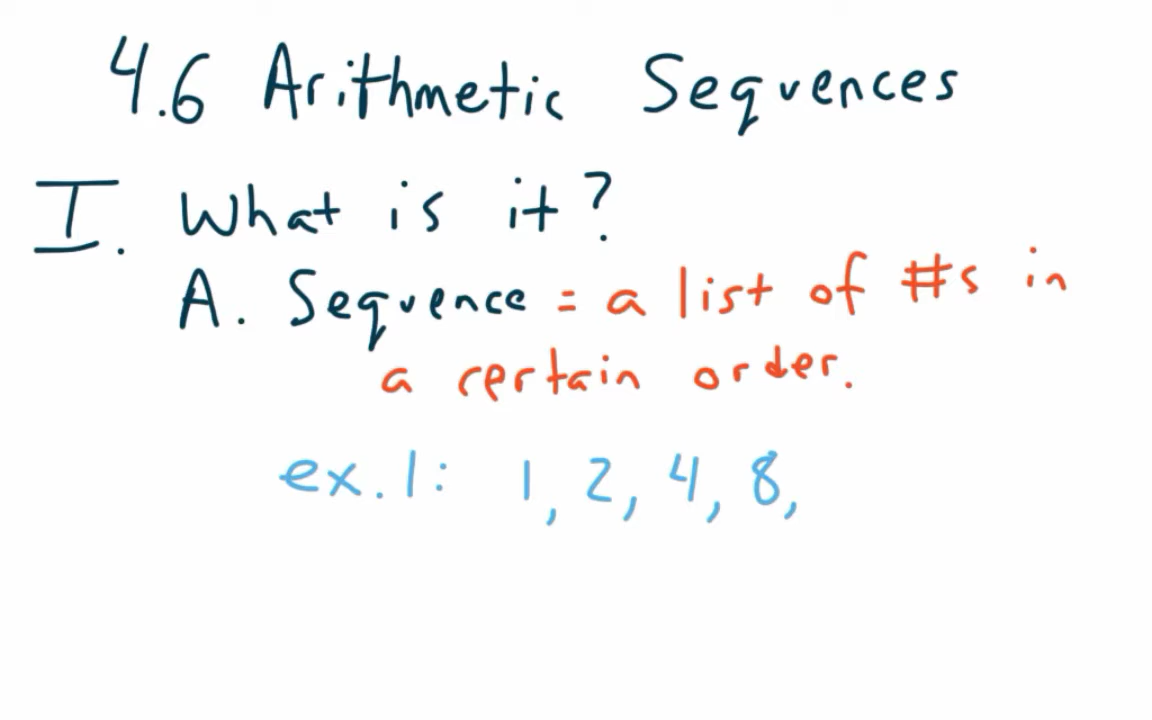 4.6 Arithmetic Sequences
I. What is it?
A. Sequence = a list of #s in
a certain order.
ex.1: 1, 2, 4, 8,